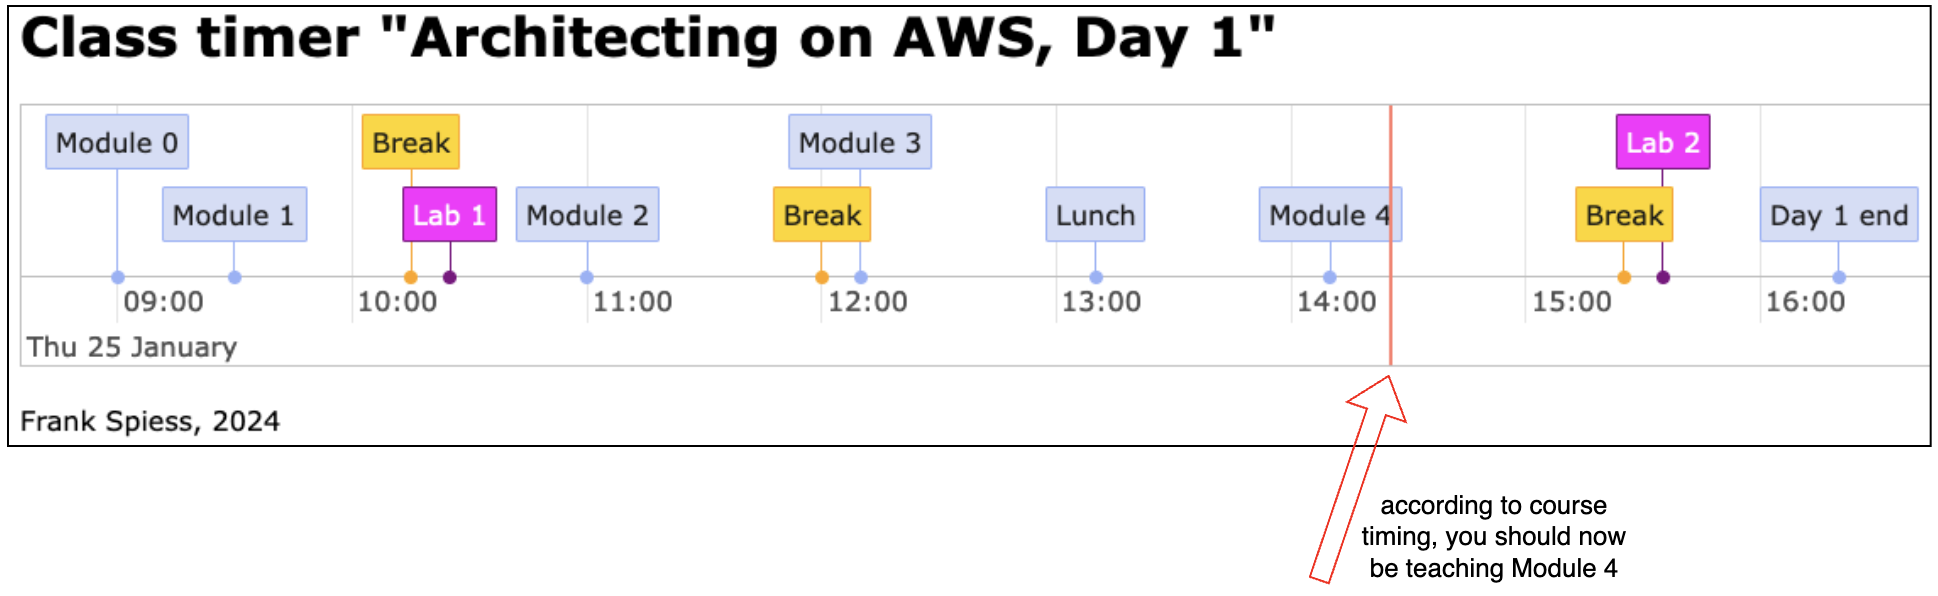 Class timer "Architecting on AWS, Day 1"
Module 0
Break
Module 3
Lab 2
Module 1
Lab 1
Module 2
Break
Lunch
Module 4
Break
Day 1 end
09:00
10:00
11:00
12:00
13:00
14:00
15:00
16:00
Thu 25 January
Frank Spiess, 2024
according to course
timing, you should now
be teaching Module 4